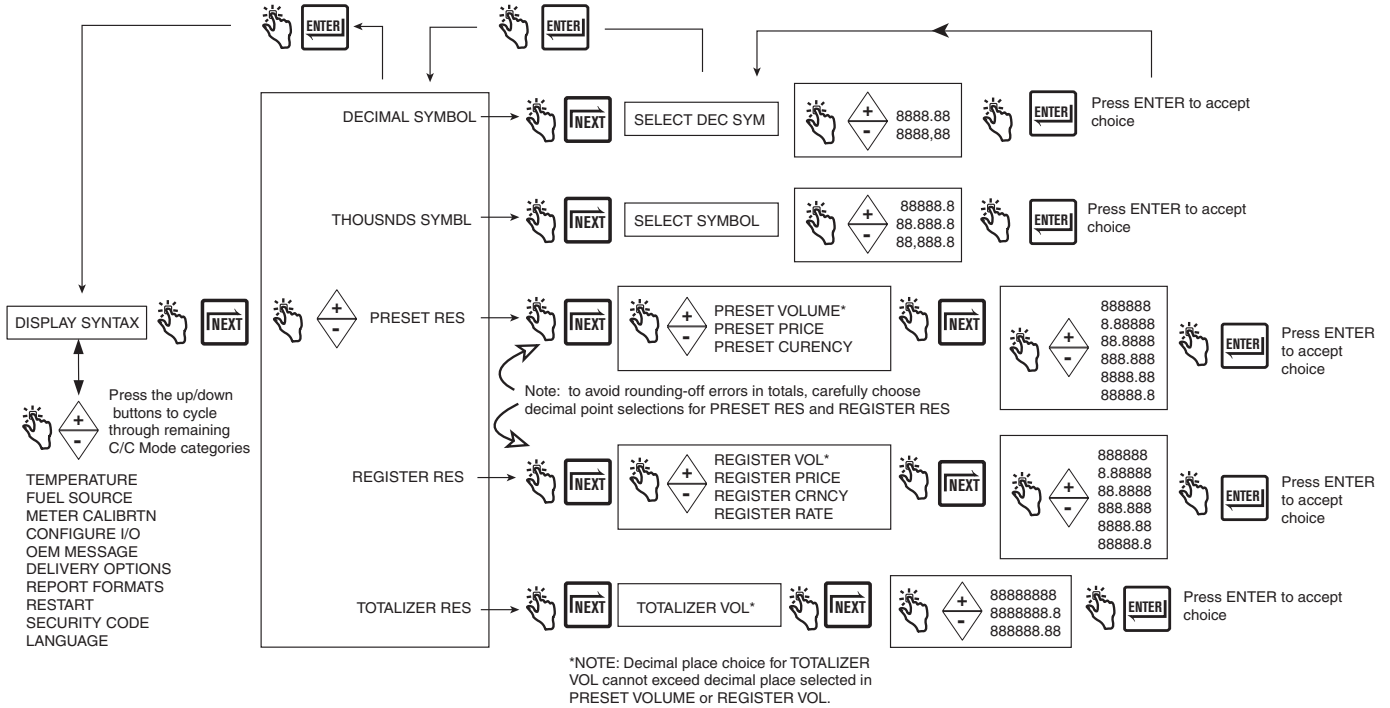 ENTER
ENTER
DECIMAL SYMBOL
NEXT
SELECT DEC SYM
+
-
8888.88
8888,88
ENTER
Press ENTER to accept
choice
THOUSNDS SYMBL
NEXT
SELECT SYMBOL
+
-
88888.8
88.888.8
88,888.8
ENTER
Press ENTER to accept
choice
DISPLAY SYNTAX
NEXT
+
-
PRESET RES
NEXT
+
-
PRESET VOLUME*
PRESET PRICE
PRESET CURENCY
NEXT
+
-
888888
8.88888
88.8888
888.888
8888.88
88888.8
ENTER
Press ENTER
to accept
choice
Note: to avoid rounding-off errors in totals, carefully choose
decimal point selections for PRESET RES and REGISTER RES
+
-
Press the up/down
buttons to cycle
through remaining
C/C Mode categories
TEMPERATURE
FUEL SOURCE
METER CALIBRTN
CONFIGURE I/O
OEM MESSAGE
DELIVERY OPTIONS
REPORT FORMATS
RESTART
SECURITY CODE
LANGUAGE
REGISTER RES
NEXT
+
-
REGISTER VOL*
REGISTER PRICE
REGISTER CRNCY
REGISTER RATE
NEXT
+
-
888888
8.88888
88.8888
888.888
8888.88
88888.8
ENTER
Press ENTER
to accept
choice
TOTALIZER RES
NEXT
TOTALIZER VOL*
NEXT
+
-
88888888
8888888.8
888888.88
ENTER
Press ENTER to accept
choice
*NOTE: Decimal place choice for TOTALIZER
VOL cannot exceed decimal place selected in
PRESET VOLUME or REGISTER VOL.